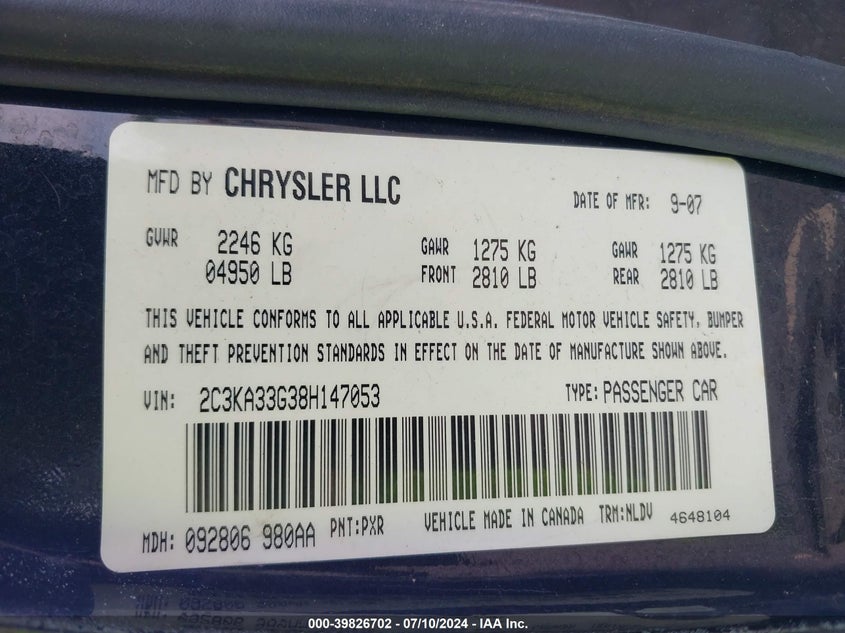 MFD BY CHRYSLER LLC DATE OF MFR: 9-07
GVWR 2246 KG GAWR 1275 KG GAWR 1275 KG
04950 LB FRONT 2810 LB REAR 2810 LB
THIS VEHICLE CONFORMS TO ALL APPLICABLE U.S.A. FEDERAL MOTOR VEHICLE SAFETY, BUMPER
AND THEFT PREVENTION STANDARDS IN EFFECT ON THE DATE OF MANUFACTURE SHOWN ABOVE.
VIN: 2C3KA33G38H147053 TYPE: PASSENGER CAR
MDH: 092806 980AA PNT:PXR VEHICLE MADE IN CANADA TRM:NLDV 4648104
000-39826702 - 07/10/2024 - IAA Inc.